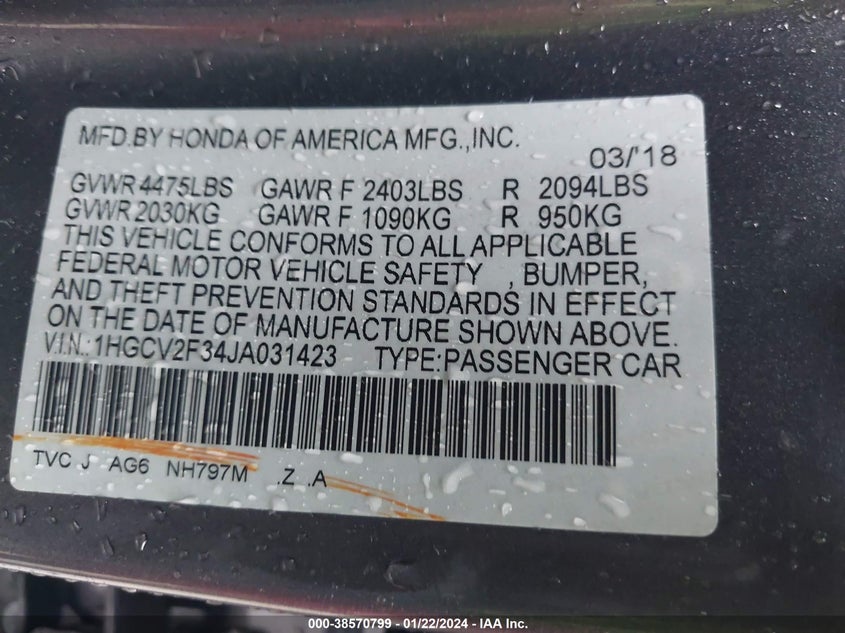 MFD.BY HONDA OF AMERICA MFG.,INC.
03/'18
GVWR 4475LBS GAWR F 2403LBS R 2094LBS
GVWR 2030KG GAWR F 1090KG R 950KG
THIS VEHICLE CONFORMS TO ALL APPLICABLE
FEDERAL MOTOR VEHICLE SAFETY , BUMPER,
AND THEFT PREVENTION STANDARDS IN EFFECT
ON THE DATE OF MANUFACTURE SHOWN ABOVE.
V.I.N.:1HGCV2F34JA031423 TYPE:PASSENGER CAR
TVC J AG6 NH797M .Z .A
000-38570799 - 01/22/2024 - IAA Inc.